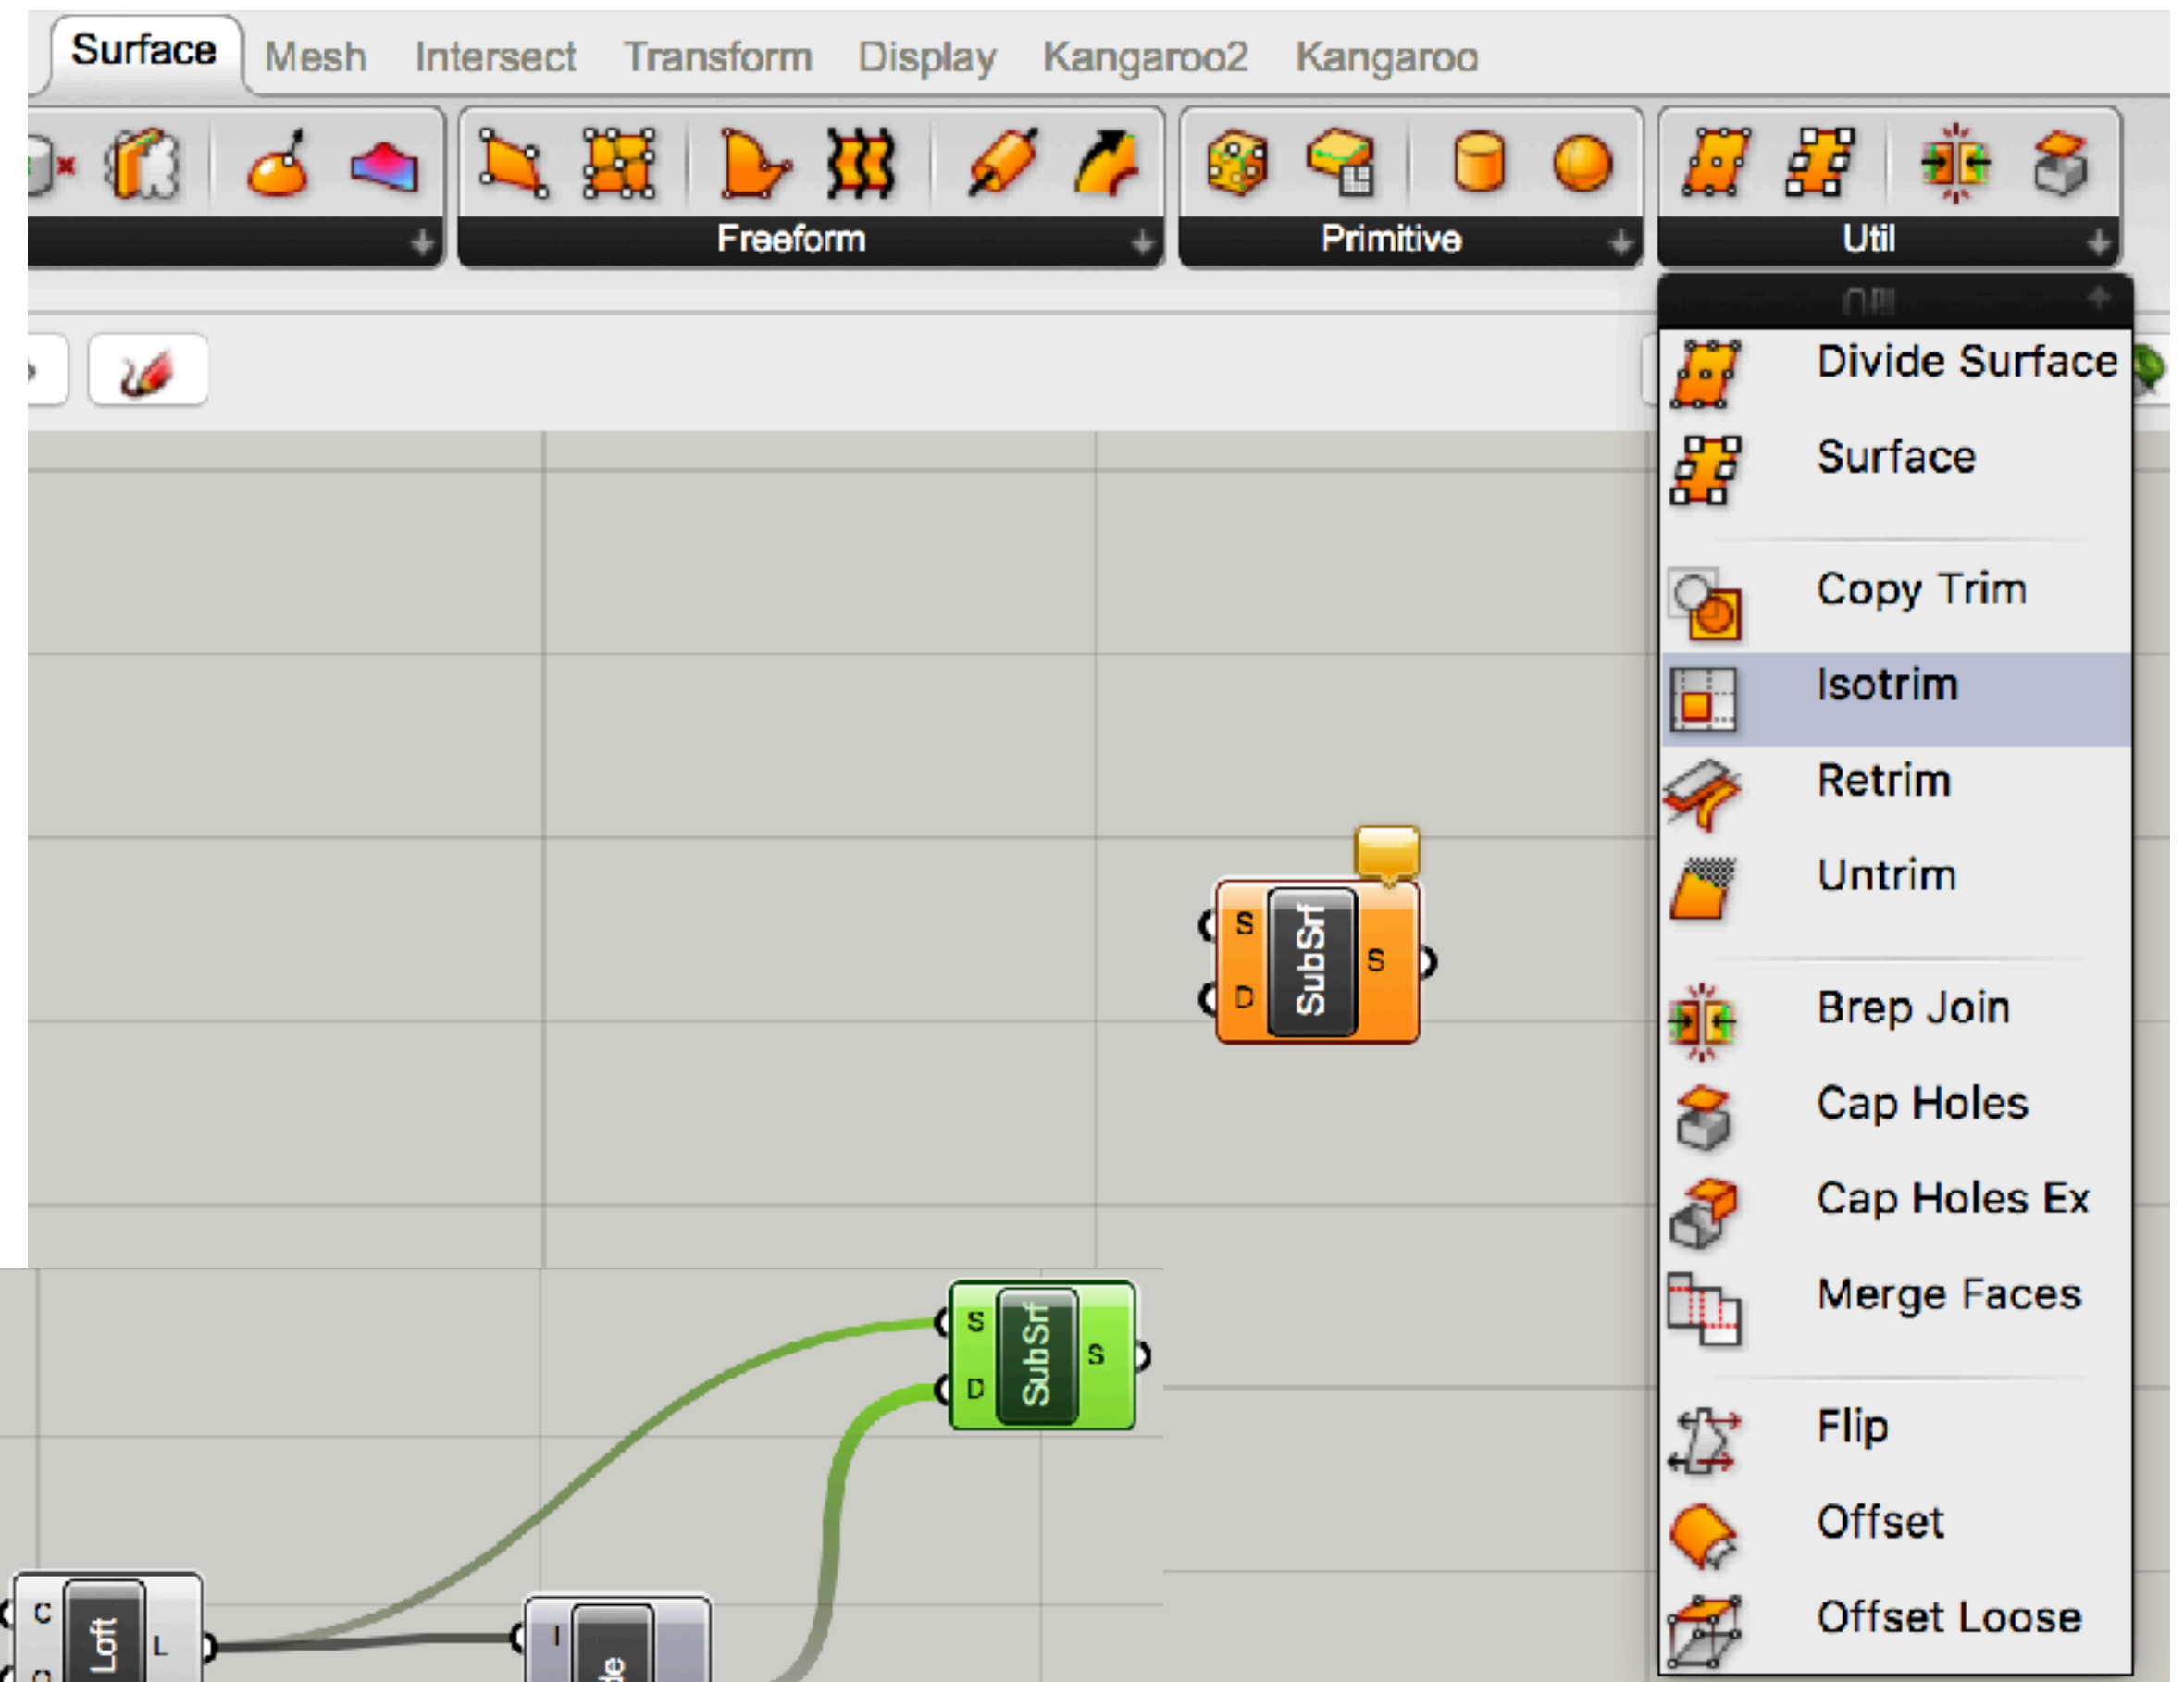 Surface Mesh Intersect Transform Display Kangaroo2 Kangaroo
Freeform
Primitive
Util
Util
Divide Surface
Surface
Copy Trim
Isotrim
Retrim
Untrim
Brep Join
Cap Holes
Cap Holes Ex
Merge Faces
Flip
Offset
Offset Loose
S
D
SubSrf
S
S
D
SubSrf
S
C
Loft
L
I